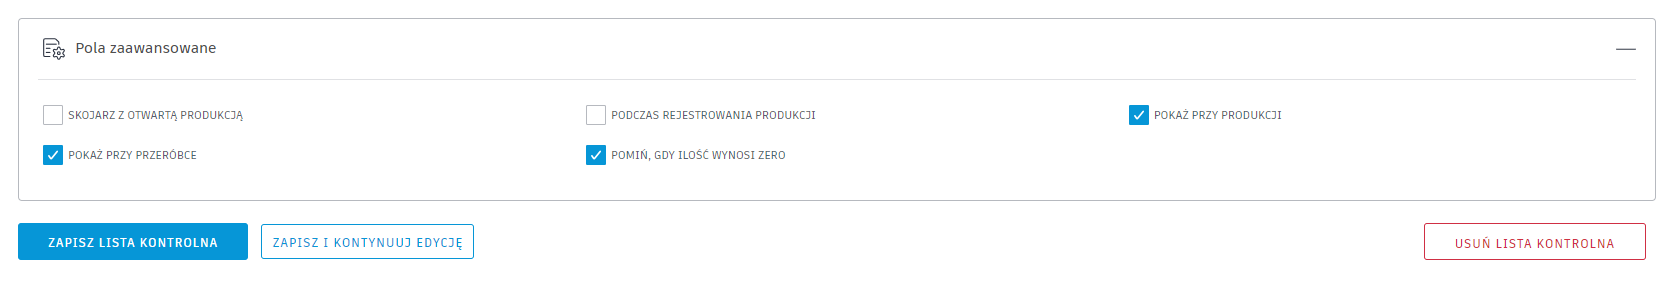 Pola zaawansowane
SKOJARZ Z OTWARTĄ PRODUKCJĄ
PODCZAS REJESTROWANIA PRODUKCJI
POKAŻ PRZY PRODUKCJI
POKAŻ PRZY PRZERÓBCE
POMIŃ, GDY ILOŚĆ WYNOSI ZERO
ZAPISZ LISTA KONTROLNA
ZAPISZ I KONTYNUUJ EDYCJĘ
USUŃ LISTA KONTROLNA